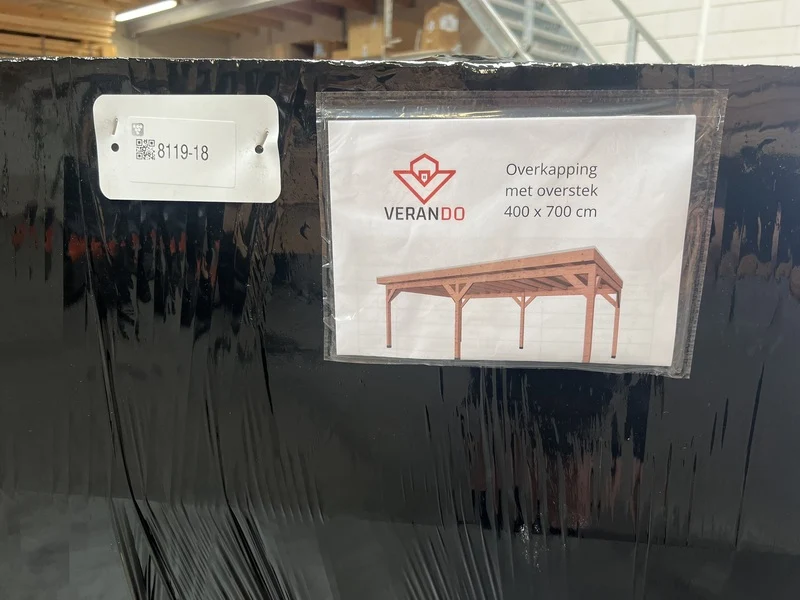 8119-18
VERANDO
Overkapping
met overstek
400 x 700 cm